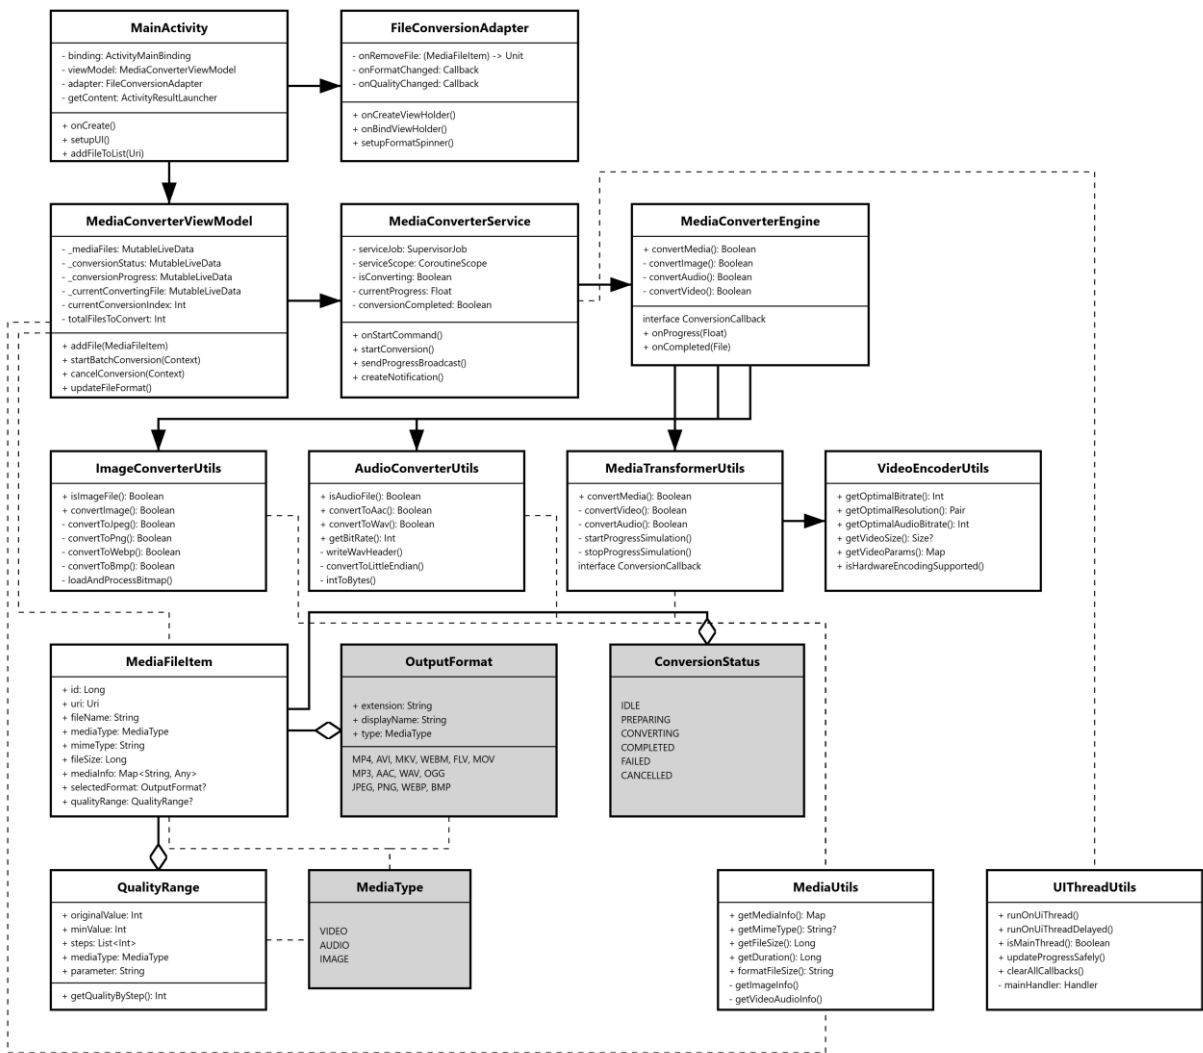 MainActivity
- binding: ActivityMainBinding
- viewModel: MediaConverterViewModel
- adapter: FileConversionAdapter
- getContent: ActivityResultLauncher
+ onCreate()
+ setupUI()
+ addFileToList(Uri)
FileConversionAdapter
- onRemoveFile: (MediaFileItem) -> Unit
- onFormatChanged: Callback
- onQualityChanged: Callback
+ onCreateViewHolder()
+ onBindViewHolder()
+ setupFormatSpinner()
MediaConverterViewModel
- _mediaFiles: MutableLiveData
- _conversionStatus: MutableLiveData
- _conversionProgress: MutableLiveData
- _currentConvertingFile: MutableLiveData
- currentConversionIndex: Int
- totalFilesToConvert: Int
+ addFile(MediaFileItem)
+ startBatchConversion(Context)
+ cancelConversion(Context)
+ updateFileFormat()
MediaConverterService
- serviceJob: SupervisorJob
- serviceScope: CoroutineScope
- isConverting: Boolean
- currentProgress: Float
- conversionCompleted: Boolean
+ onStartCommand()
+ startConversion()
+ sendProgressBroadcast()
+ createNotification()
MediaConverterEngine
+ convertMedia(): Boolean
- convertImage(): Boolean
- convertAudio(): Boolean
- convertVideo(): Boolean
interface ConversionCallback
+ onProgress(Float)
+ onCompleted(File)
ImageConverterUtils
+ isImageFile(): Boolean
+ convertImage(): Boolean
- convertToJpeg(): Boolean
- convertToPng(): Boolean
- convertToWebp(): Boolean
- convertToBmp(): Boolean
- loadAndProcessBitmap()
AudioConverterUtils
+ isAudioFile(): Boolean
+ convertToAac(): Boolean
+ convertToWav(): Boolean
+ getBitRate(): Int
- writeWavHeader()
- convertToLittleEndian()
- intToBytes()
MediaTransformerUtils
+ convertMedia(): Boolean
- convertVideo(): Boolean
- convertAudio(): Boolean
- startProgressSimulation()
- stopProgressSimulation()
interface ConversionCallback
VideoEncoderUtils
+ getOptimalBitrate(): Int
+ getOptimalResolution(): Pair
+ getOptimalAudioBitrate(): Int
+ getVideoSize(): Size?
+ getVideoParams(): Map
+ isHardwareEncodingSupported()
MediaFileItem
+ id: Long
+ uri: Uri
+ fileName: String
+ mediaType: MediaType
+ mimeType: String
+ fileSize: Long
+ mediaInfo: Map<String, Any>
+ selectedFormat: OutputFormat?
+ qualityRange: QualityRange?
OutputFormat
+ extension: String
+ displayName: String
+ type: MediaType
MP4, AVI, MKV, WEBM, FLV, MOV
MP3, AAC, WAV, OGG
JPEG, PNG, WEBP, BMP
ConversionStatus
IDLE
PREPARING
CONVERTING
COMPLETED
FAILED
CANCELLED
QualityRange
+ originalValue: Int
+ minValue: Int
+ steps: List<Int>
+ mediaType: MediaType
+ parameter: String
+ getQualityByStep(): Int
MediaType
VIDEO
AUDIO
IMAGE
MediaUtils
+ getMediaInfo(): Map
+ getMimeType(): String?
+ getFileSize(): Long
+ getDuration(): Long
+ formatFileSize(): String
- getImageInfo()
- getVideoAudioInfo()
UIThreadUtils
+ runOnUiThread()
+ runOnUiThreadDelayed()
+ isMainThread(): Boolean
+ updateProgressSafely()
+ clearAllCallbacks()
- mainHandler: Handler